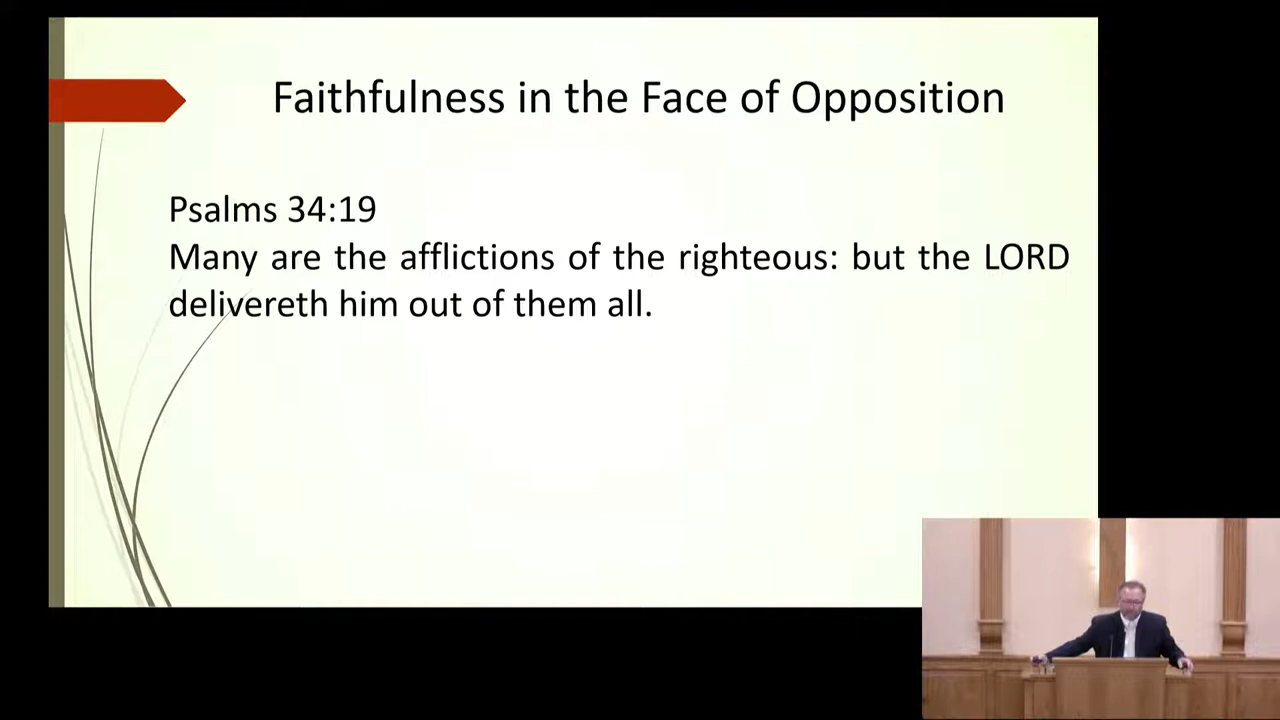 Faithfulness in the Face of Opposition
Psalms 34:19
Many are the afflictions of the righteous: but the LORD
delivereth him out of them all.